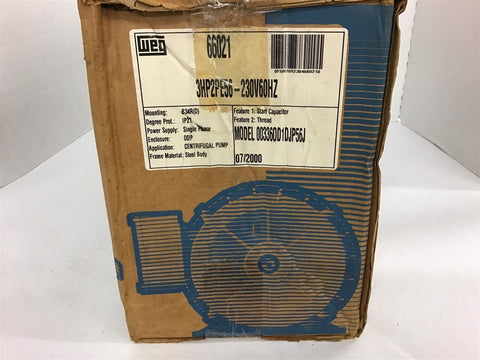 WEG
66021
3HP2PE56-230V60HZ
Mounting: B34R(D)
Degree Prot.: IP21
Power Supply: Single Phase
Enclosure: ODP
Application: CENTRIFUGAL PUMP
Frame Material: Steel Body
Feature 1: Start Capacitor
Feature 2: Thread
MODEL 00336OD1DJP56J
07/2000